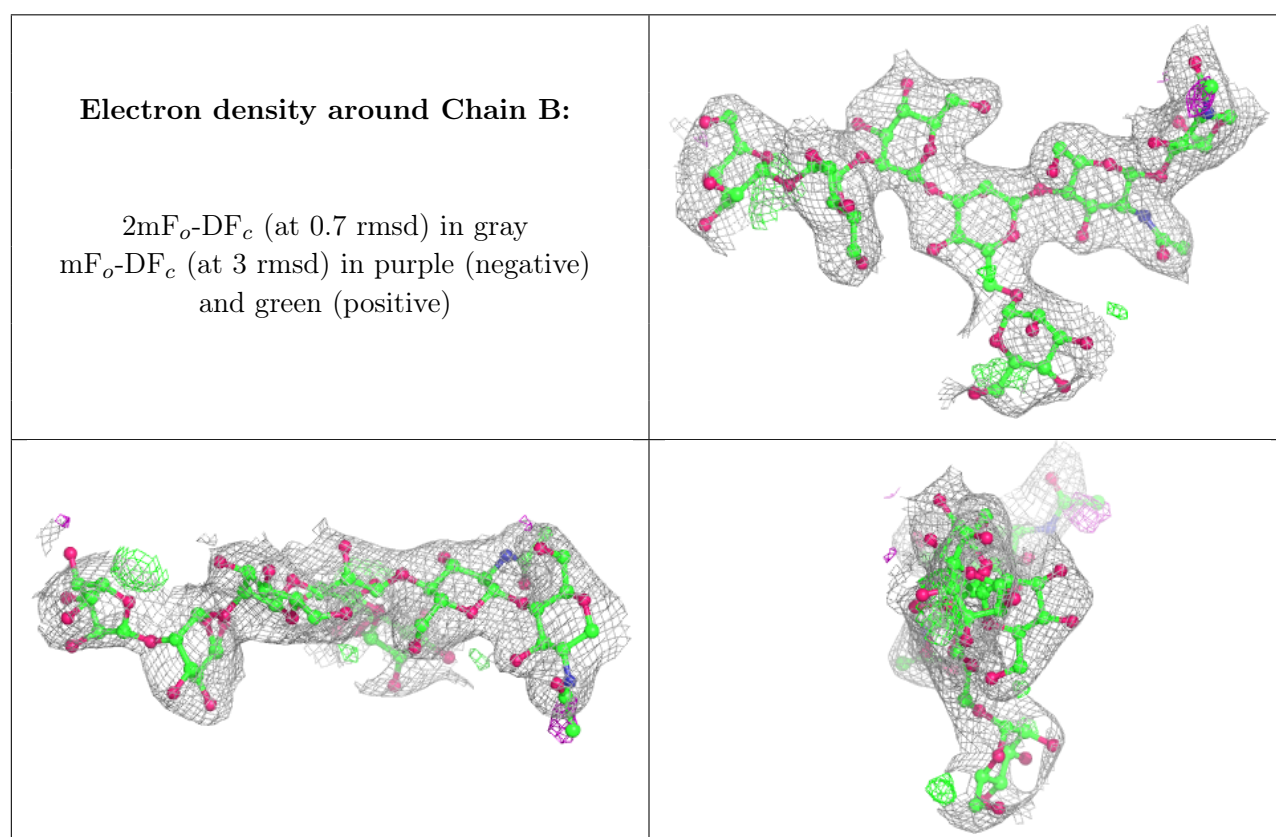 Electron density around Chain B:
2mFo-DFc (at 0.7 rmsd) in gray
mFo-DFc (at 3 rmsd) in purple (negative)
and green (positive)